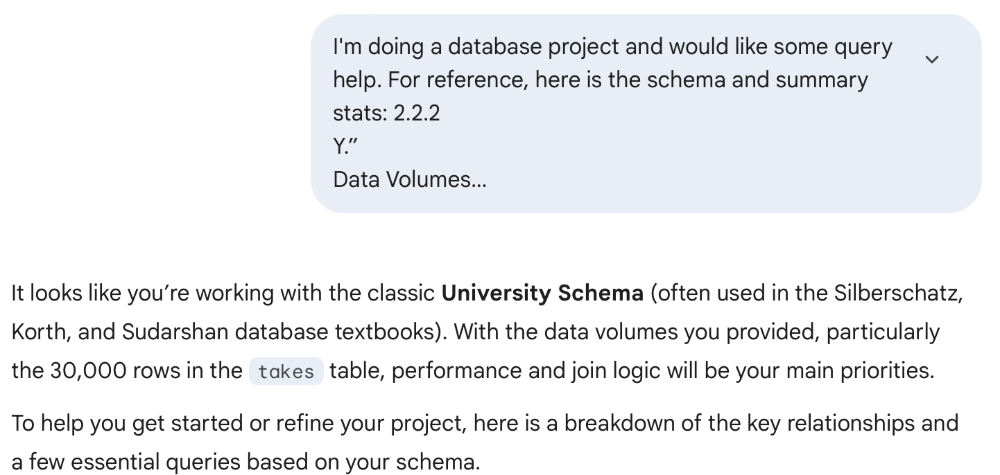 I'm doing a database project and would like some query
help. For reference, here is the schema and summary
stats: 2.2.2
Y.”
Data Volumes...
It looks like you’re working with the classic University Schema (often used in the Silberschatz,
Korth, and Sudarshan database textbooks). With the data volumes you provided, particularly
the 30,000 rows in the takes table, performance and join logic will be your main priorities.
To help you get started or refine your project, here is a breakdown of the key relationships and
a few essential queries based on your schema.